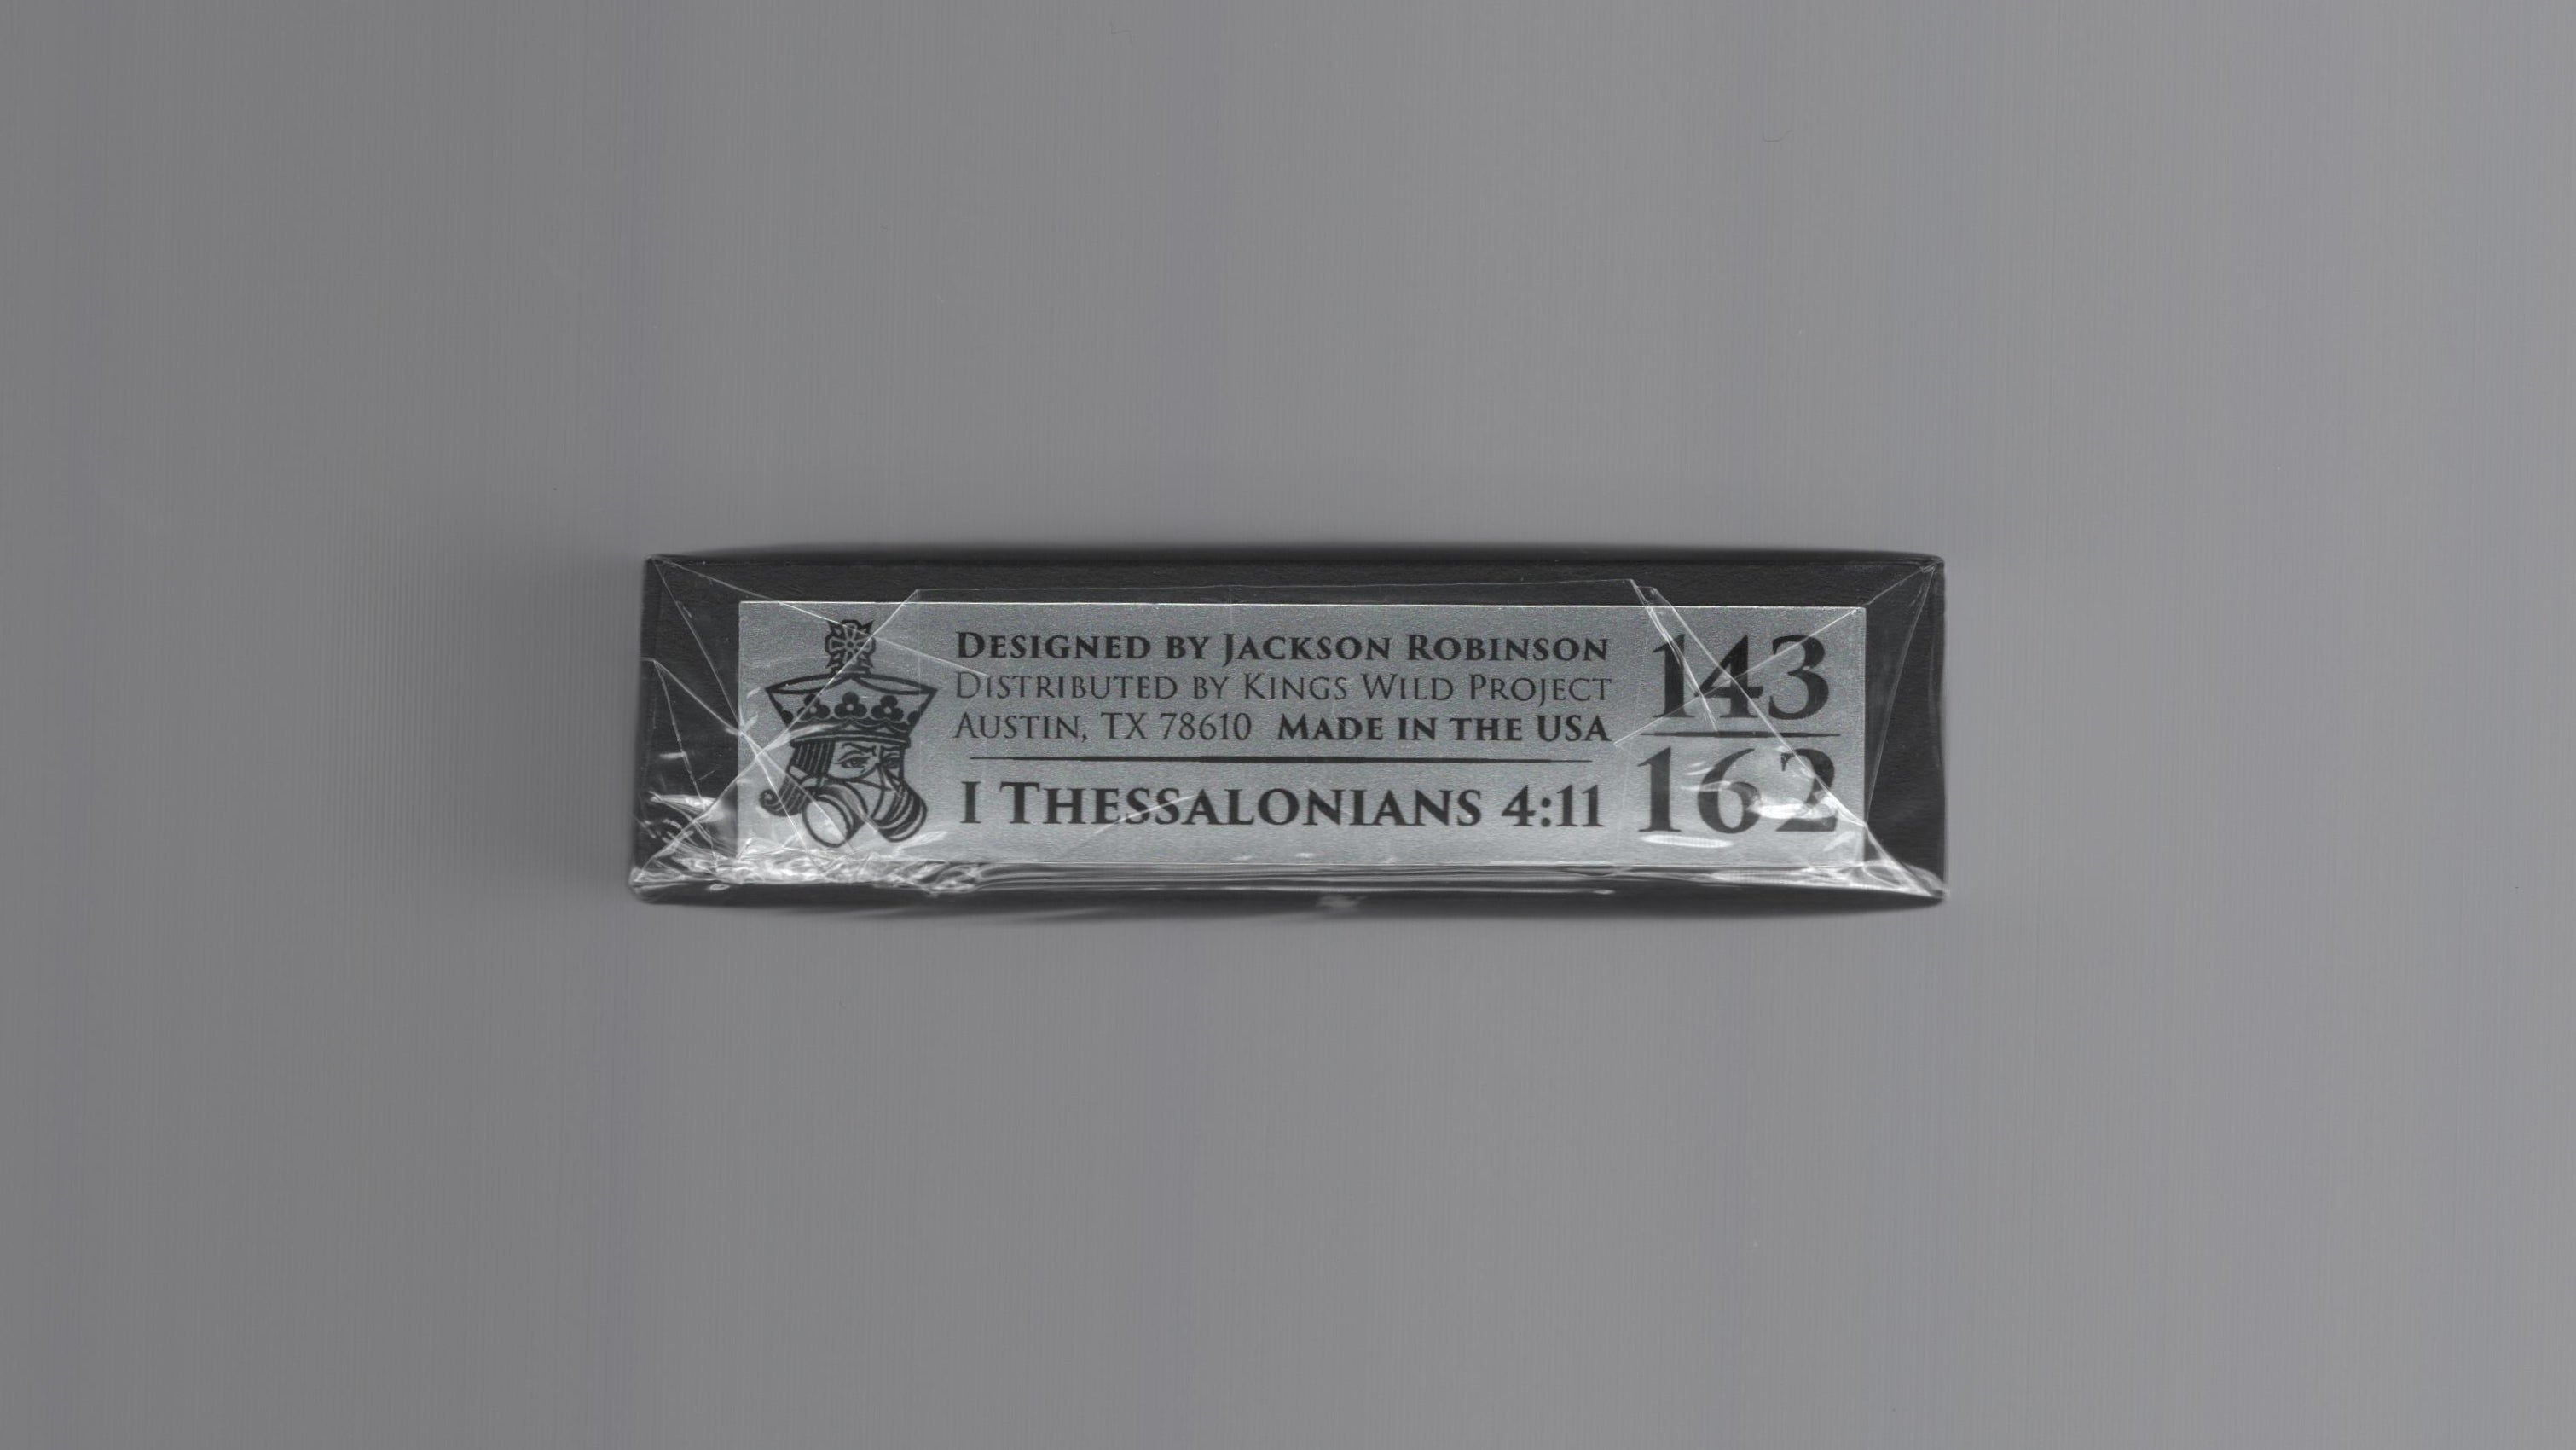 Designed by Jackson Robinson
Distributed by Kings Wild Project
Austin, TX 78610 Made in the USA
I Thessalonians 4:11
143
162